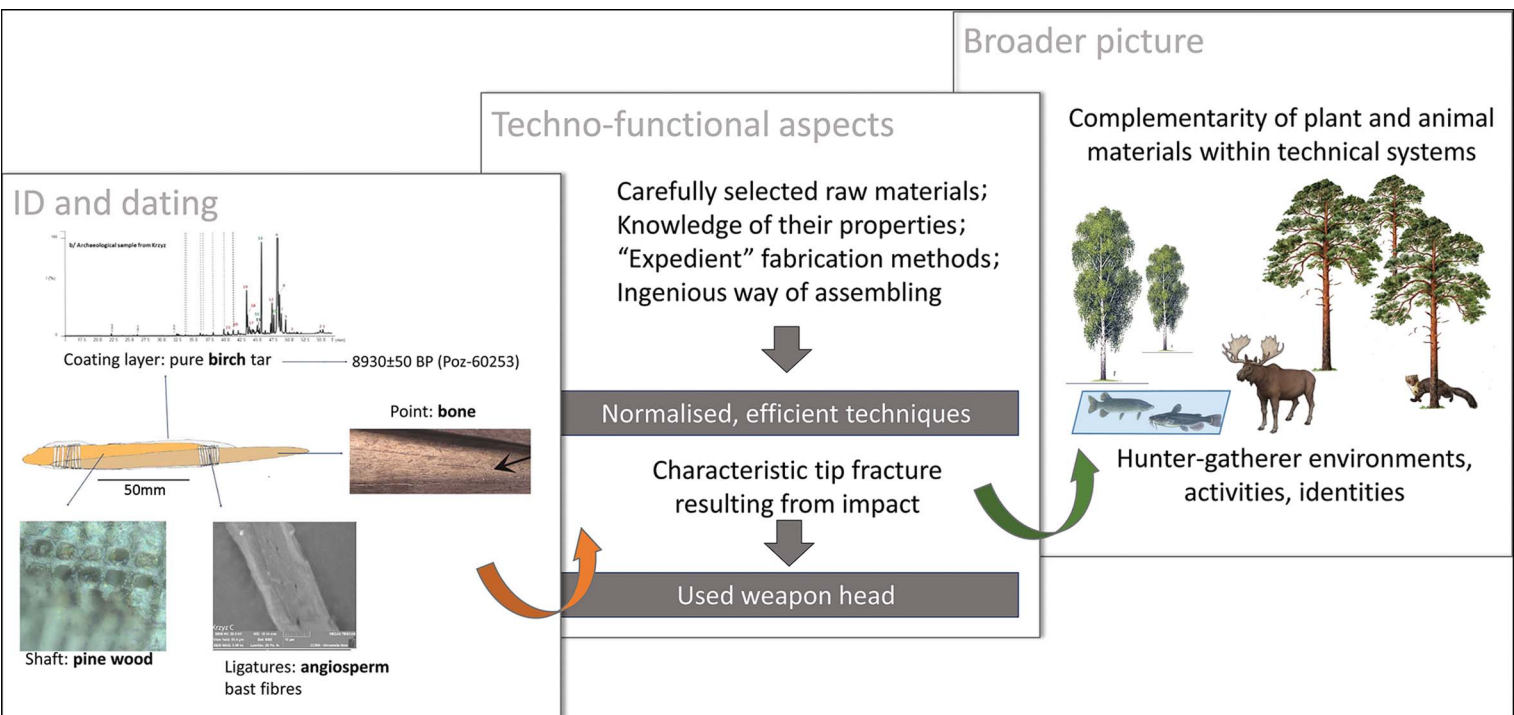 Broader picture
Complementarity of plant and animal
materials within technical systems
Hunter-gatherer environments,
activities, identities
Techno-functional aspects
Carefully selected raw materials;
Knowledge of their properties;
“Expedient” fabrication methods;
Ingenious way of assembling
Normalised, efficient techniques
Characteristic tip fracture
resulting from impact
Used weapon head
ID and dating
b/ Archaeological sample from Krzyz
Coating layer: pure birch tar
8930±50 BP (Poz-60253)
Point: bone
50mm
Shaft: pine wood
Krzyz C
Ligatures: angiosperm
bast fibres